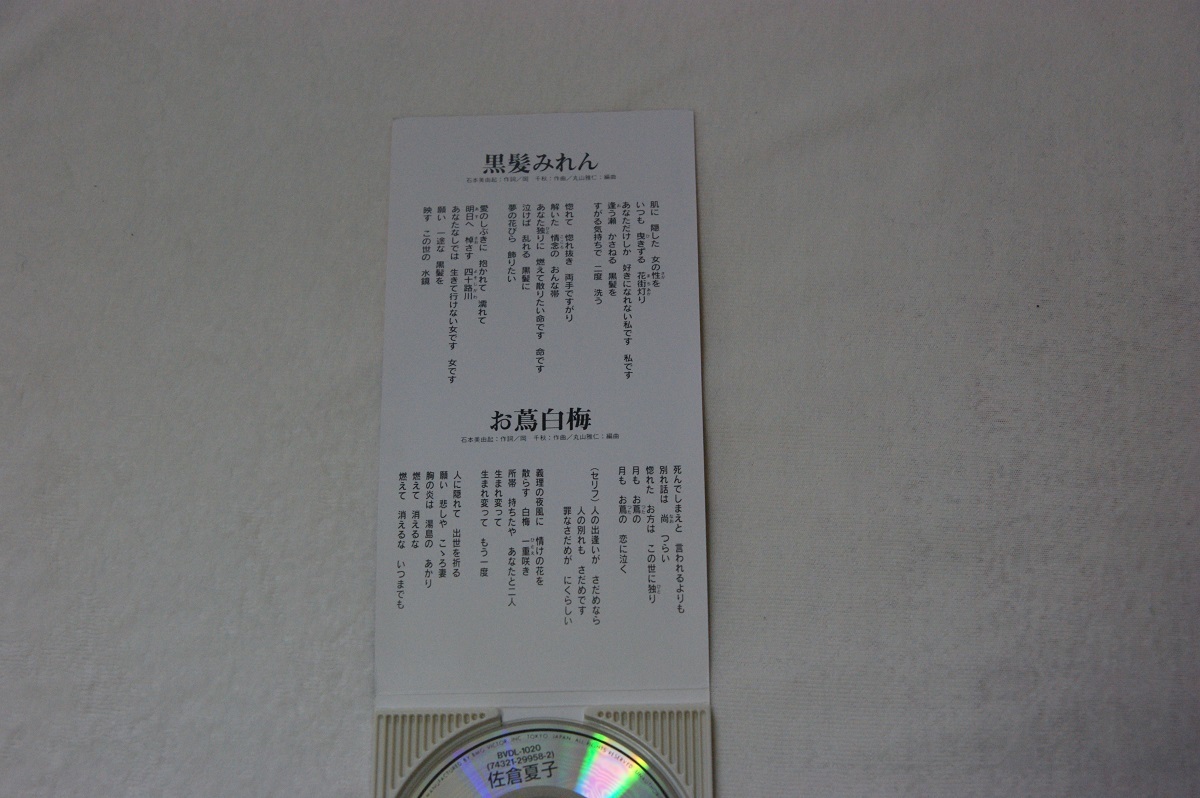 黒髪みれん
石本美由起：作詞／岡　千秋：作曲／丸山雅仁：編曲
肌に　隠した　女の性を
いつも　曳きずる　花街灯り
あなただけしか　好きになれない私です　私です
逢う瀬　かさねる　黒髪を
すがる気持ちで　二度　洗う
惚れて　惚れ抜き　両手ですがり
解いた　情念の　おんな帯
あなた独りに　燃えて散りたい命です　命です
泣けば　乱れる　黒髪に
夢の花びら　飾りたい
愛のしぶきに　抱かれて　濡れて
明日へ　棹さす　四十路川
あなたなしでは　生きて行けない女です　女です
願い　一途な　黒髪を
映す　この世の　水鏡
お蔦白梅
石本美由起：作詞／岡　千秋：作曲／丸山雅仁：編曲
死んでしまえと　言われるよりも
別れ話は　尚　つらい
惚れた　お方は　この世に独り
月も　お蔦の
月も　お蔦の　恋に泣く
（セリフ）人の出逢いが　さだめなら
人の別れも　さだめです
罪なさだめが　にくらしい
義理の夜風に　情けの花を
散らす　白梅　一重咲き
所帯　持ちたや　あなたと二人
生まれ変って
生まれ変って　もう一度
人に隠れて　出世を祈る
願い　悲しや　こゝろ妻
胸の炎は　湯島の　あかり
燃えて　消えるな
燃えて　消えるな　いつまでも
BMG VICTOR, INC. TOKYO, JAPAN. ALL RIGHTS RESERVED
BVDL-1020
(74321-29958-2)
佐倉夏子